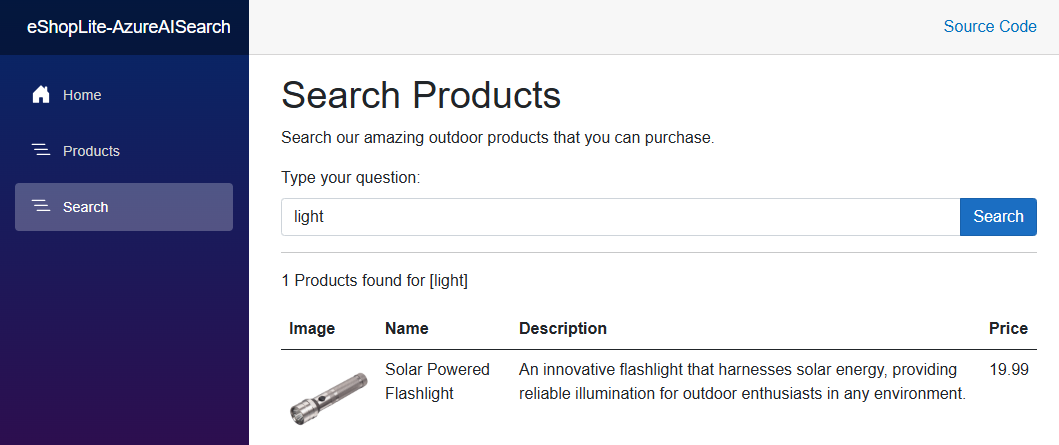 eShopLite-AzureAISearch
Source Code
Home
Products
Search
Search Products
Search our amazing outdoor products that you can purchase.
Type your question:
light
Search
1 Products found for [light]
Image Name Description Price
Solar Powered Flashlight
An innovative flashlight that harnesses solar energy, providing
reliable illumination for outdoor enthusiasts in any environment.
19.99